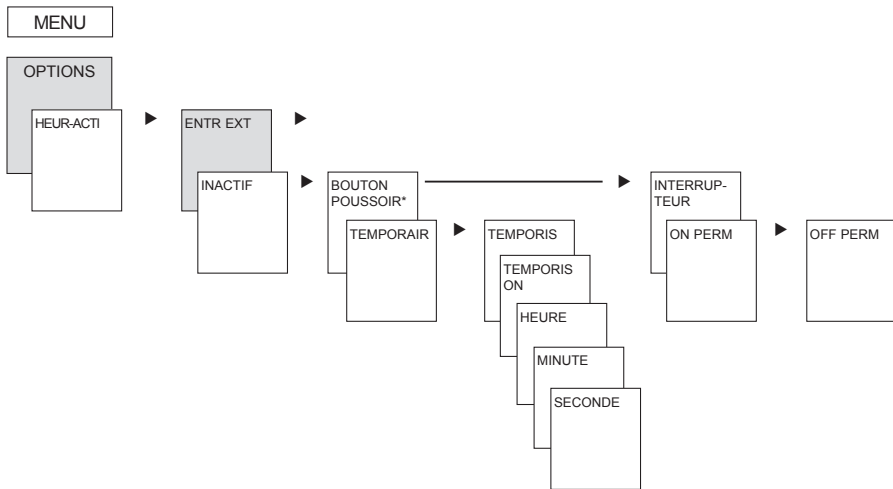 MENU
OPTIONS
HEUR-ACTI
ENTR EXT
INACTIF
BOUTON
POUSSOIR*
TEMPORAIR
TEMPORIS
TEMPORIS
ON
HEURE
MINUTE
SECONDE
INTERRUP-
TEUR
ON PERM
OFF PERM